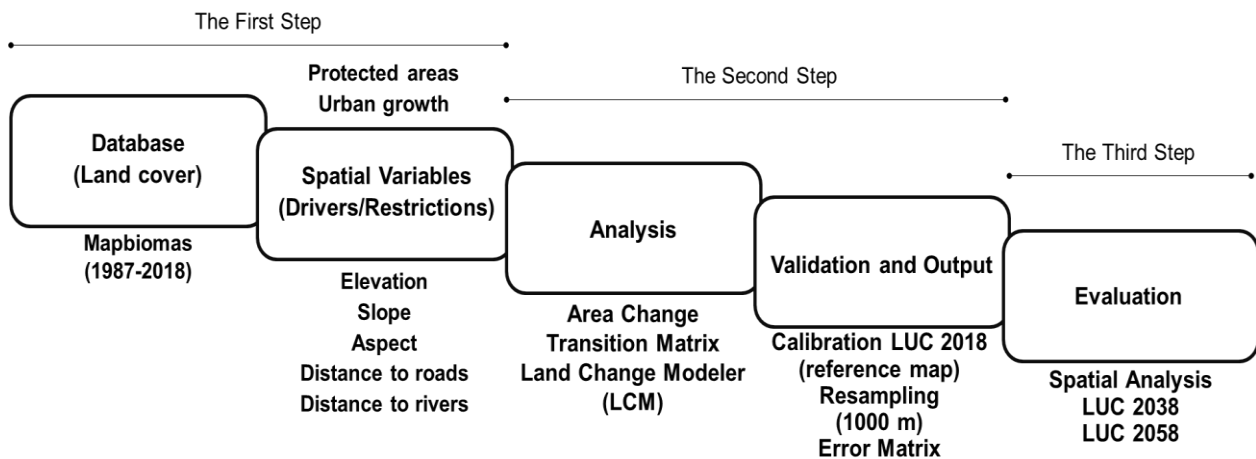 The First Step
Database
(Land cover)
Mapbiomas
(1987-2018)
Protected areas
Urban growth
Spatial Variables
(Drivers/Restrictions)
Elevation
Slope
Aspect
Distance to roads
Distance to rivers
The Second Step
Analysis
Area Change
Transition Matrix
Land Change Modeler
(LCM)
Validation and Output
Calibration LUC 2018
(reference map)
Resampling
(1000 m)
Error Matrix
The Third Step
Evaluation
Spatial Analysis
LUC 2038
LUC 2058